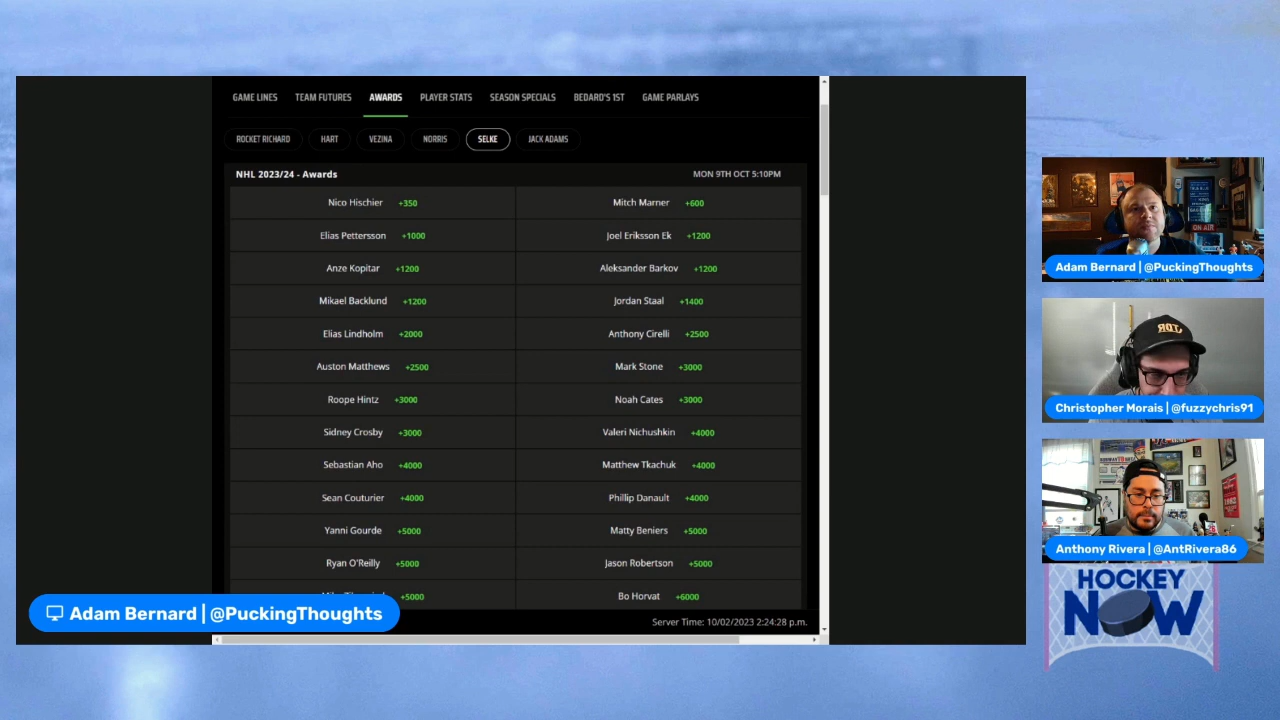 GAME LINES TEAM FUTURES AWARDS PLAYER STATS SEASON SPECIALS BEDARD'S 1ST GAME PARLAYS
ROCKET RICHARD HART VEZINA NORRIS SELKE JACK ADAMS
NHL 2023/24 - Awards MON 9TH OCT 5:10PM
Nico Hischier +350 Mitch Marner +600
Elias Pettersson +1000 Joel Eriksson Ek +1200
Anze Kopitar +1200 Aleksander Barkov +1200
Mikael Backlund +1200 Jordan Staal +1400
Elias Lindholm +2000 Anthony Cirelli +2500
Auston Matthews +2500 Mark Stone +3000
Roope Hintz +3000 Noah Cates +3000
Sidney Crosby +3000 Valeri Nichushkin +4000
Sebastian Aho +4000 Matthew Tkachuk +4000
Sean Couturier +4000 Phillip Danault +4000
Yanni Gourde +5000 Matty Beniers +5000
Ryan O'Reilly +5000 Jason Robertson +5000
+5000 Bo Horvat +6000
Server Time: 10/02/2023 2:24:28 p.m.
Adam Bernard | @PuckingThoughts
ON AIR
Adam Bernard | @PuckingThoughts
Christopher Morais | @fuzzychris91
Anthony Rivera | @AntRivera86
HOCKEY
NOW